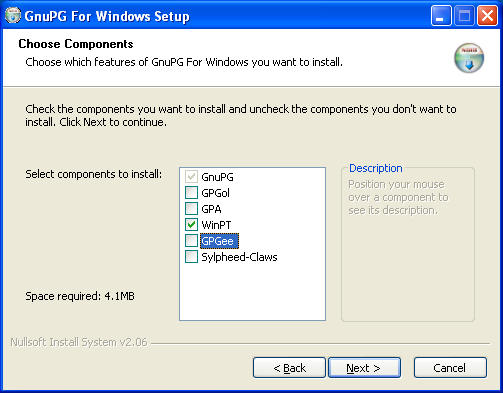 GnuPG For Windows Setup
Choose Components
Choose which features of GnuPG For Windows you want to install.
Check the components you want to install and uncheck the components you don't want to
install. Click Next to continue.
Select components to install:
GnuPG
GPGol
GPA
WinPT
GPGee
Sylpheed-Claws
Description
Position your mouse
over a component to
see its description.
Space required: 4.1MB
Nullsoft Install System v2.06
< Back
Next >
Cancel